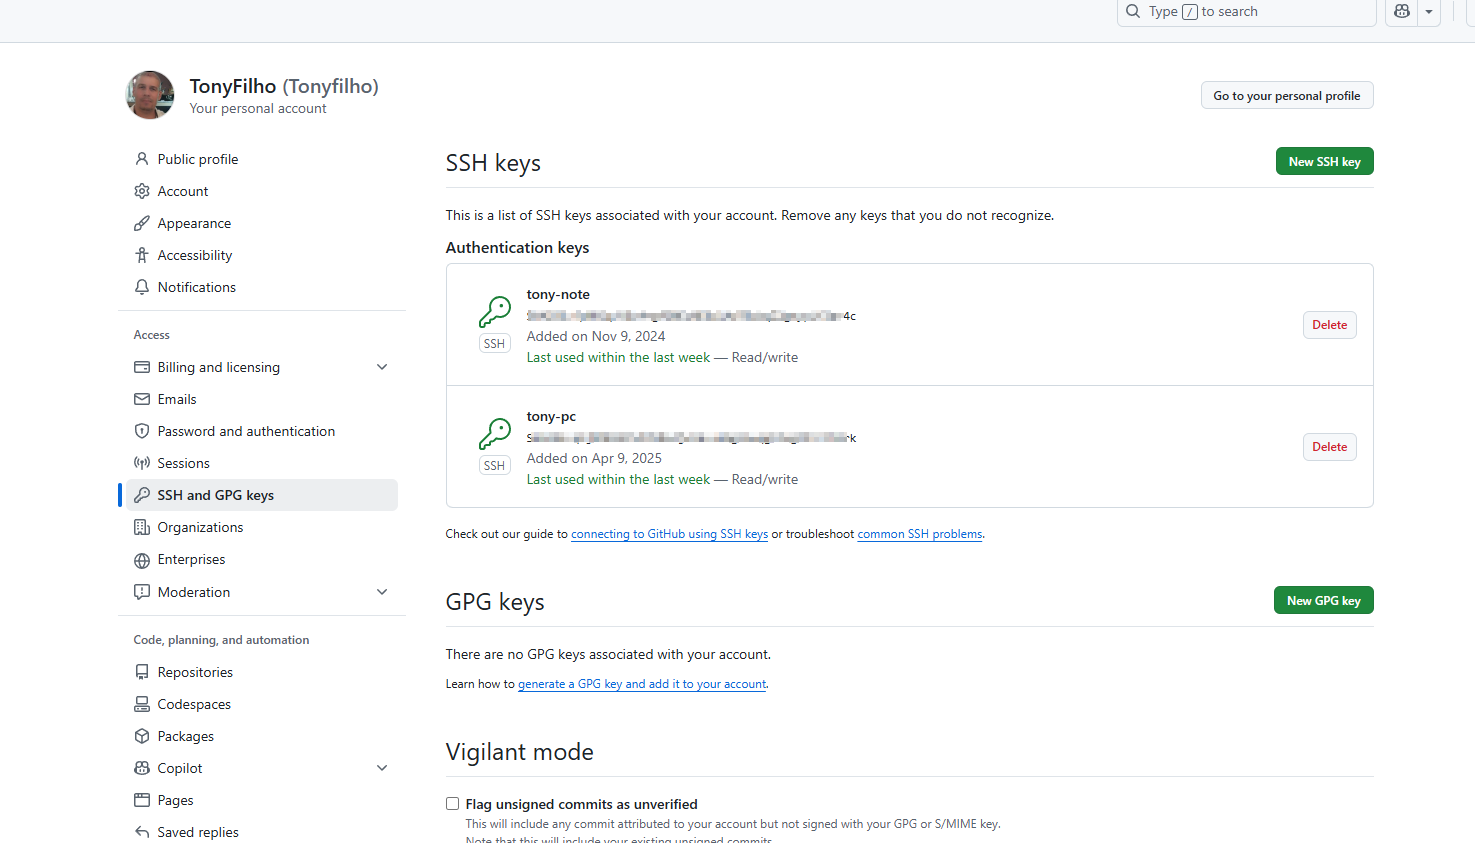 Type / to search
TonyFilho (Tonyfilho)
Your personal account
Go to your personal profile
Public profile
Account
Appearance
Accessibility
Notifications
Access
Billing and licensing
Emails
Password and authentication
Sessions
SSH and GPG keys
Organizations
Enterprises
Moderation
Code, planning, and automation
Repositories
Codespaces
Packages
Copilot
Pages
Saved replies
SSH keys
New SSH key
This is a list of SSH keys associated with your account. Remove any keys that you do not recognize.
Authentication keys
tony-note
SSH
Added on Nov 9, 2024
Last used within the last week — Read/write
Delete
tony-pc
SSH
Added on Apr 9, 2025
Last used within the last week — Read/write
Delete
Check out our guide to connecting to GitHub using SSH keys or troubleshoot common SSH problems.
GPG keys
New GPG key
There are no GPG keys associated with your account.
Learn how to generate a GPG key and add it to your account.
Vigilant mode
Flag unsigned commits as unverified
This will include any commit attributed to your account but not signed with your GPG or S/MIME key.
Note that this will include your existing unsigned commits.